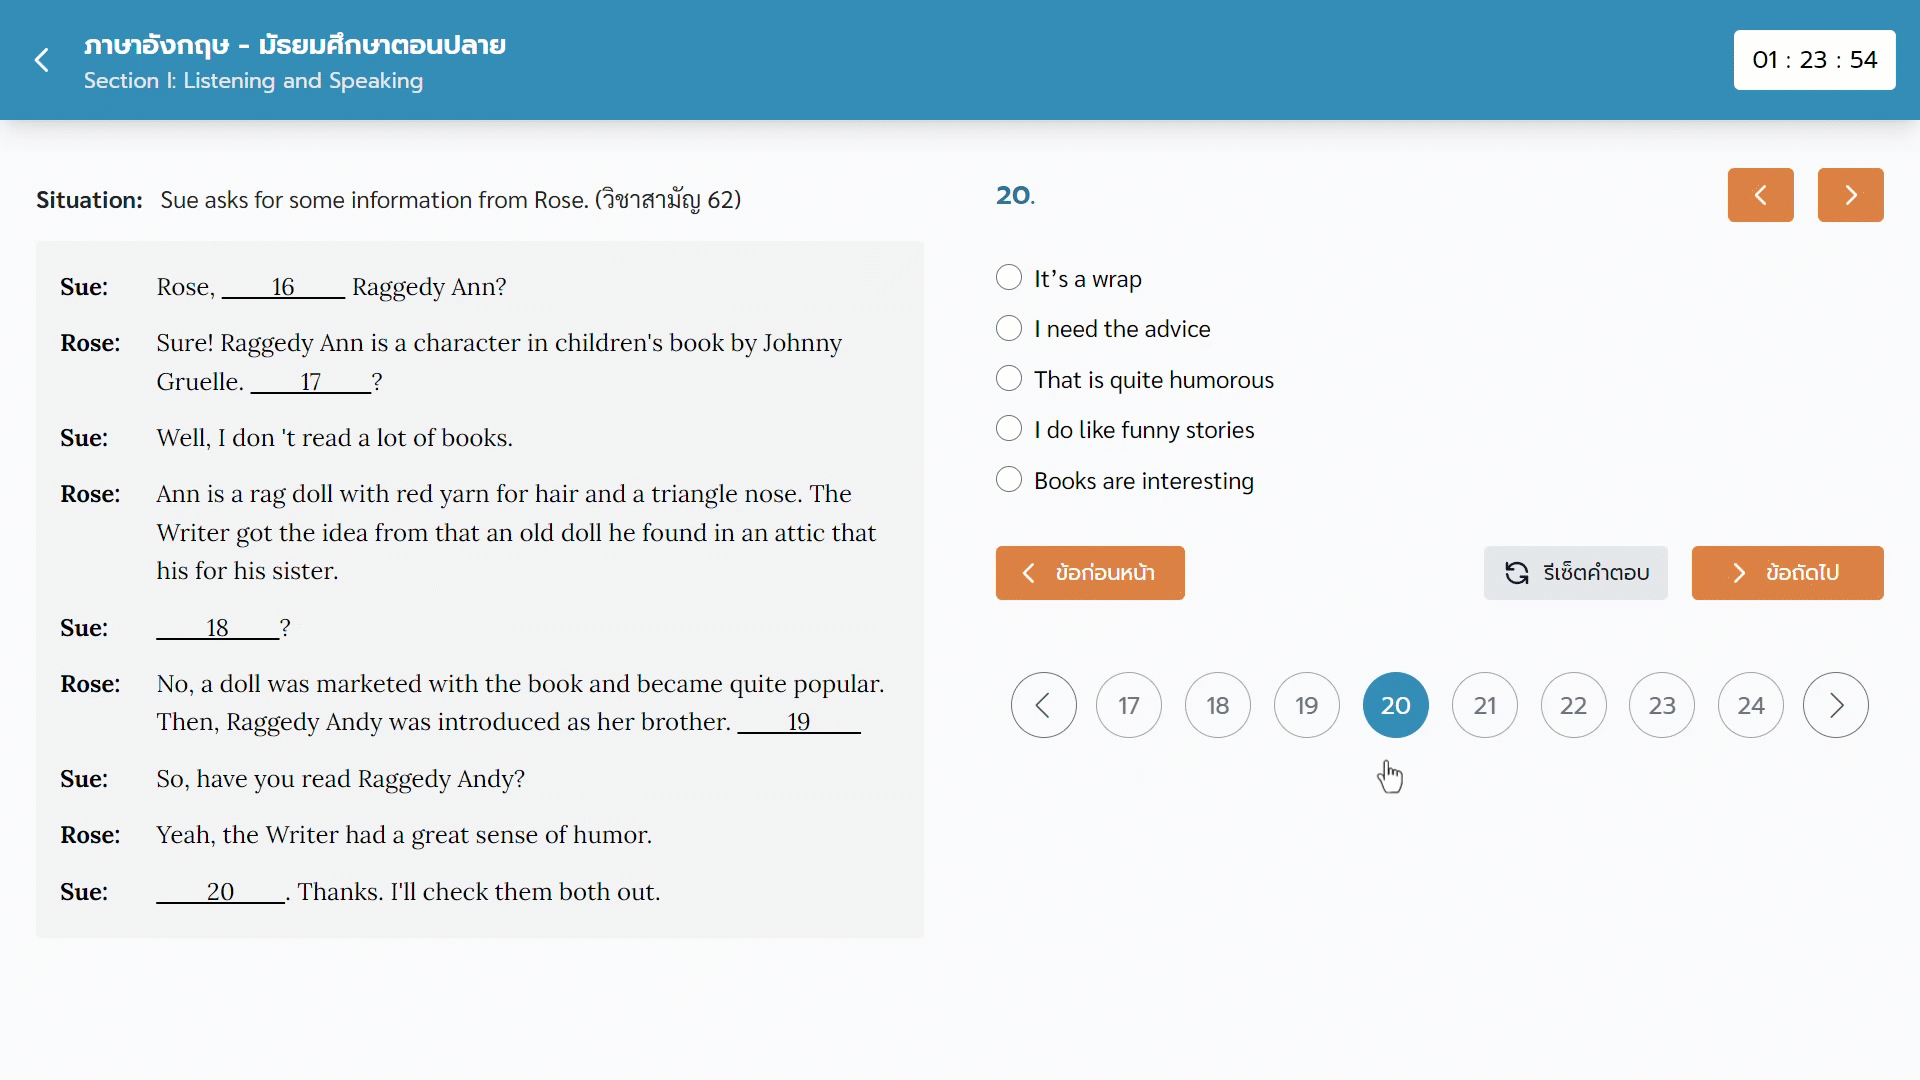 ภาษาอังกฤษ - มัธยมศึกษาตอนปลาย
Section I: Listening and Speaking
01 : 23 : 54
Situation: Sue asks for some information from Rose. (วิชาสามัญ 62)
Sue: Rose, 16 Raggedy Ann?
Rose: Sure! Raggedy Ann is a character in children's book by Johnny
Gruelle. 17 ?
Sue: Well, I don 't read a lot of books.
Rose: Ann is a rag doll with red yarn for hair and a triangle nose. The
Writer got the idea from that an old doll he found in an attic that
his for his sister.
Sue: 18 ?
Rose: No, a doll was marketed with the book and became quite popular.
Then, Raggedy Andy was introduced as her brother. 19
Sue: So, have you read Raggedy Andy?
Rose: Yeah, the Writer had a great sense of humor.
Sue: 20 . Thanks. I'll check them both out.
20.
It’s a wrap
I need the advice
That is quite humorous
I do like funny stories
Books are interesting
ข้อก่อนหน้า
รีเซ็ตคำตอบ
ข้อถัดไป
17 18 19 20 21 22 23 24